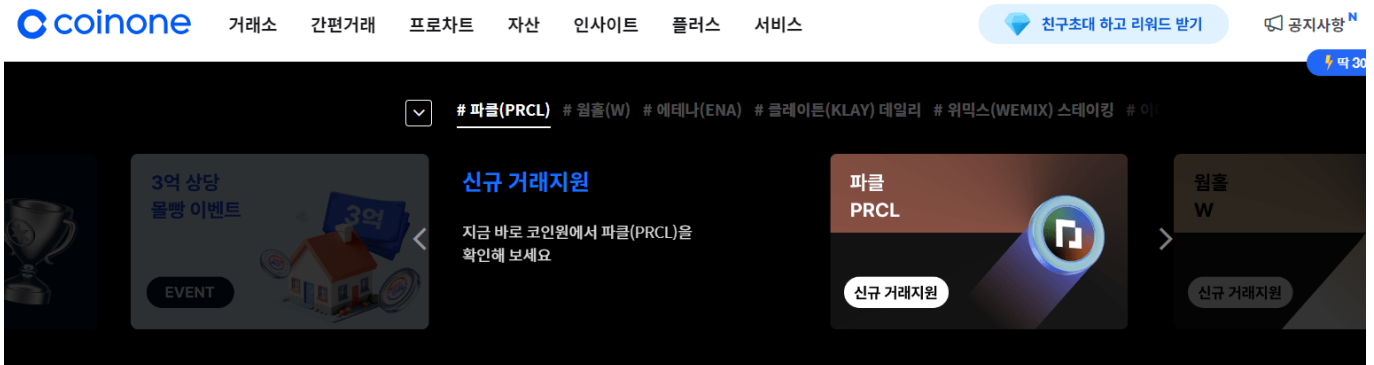 coinone
거래소
간편거래
프로차트
자산
인사이트
플러스
서비스
친구초대 하고 리워드 받기
공지사항 N
딱 30
# 파클(PRCL)
# 웜홀(W)
# 에테나(ENA)
# 클레이튼(KLAY) 데일리
# 위믹스(WEMIX) 스테이킹
3억 상당
몰빵 이벤트
3억
EVENT
신규 거래지원
지금 바로 코인원에서 파클(PRCL)을
확인해 보세요
파클
PRCL
신규 거래지원
웜홀
W
신규 거래지원